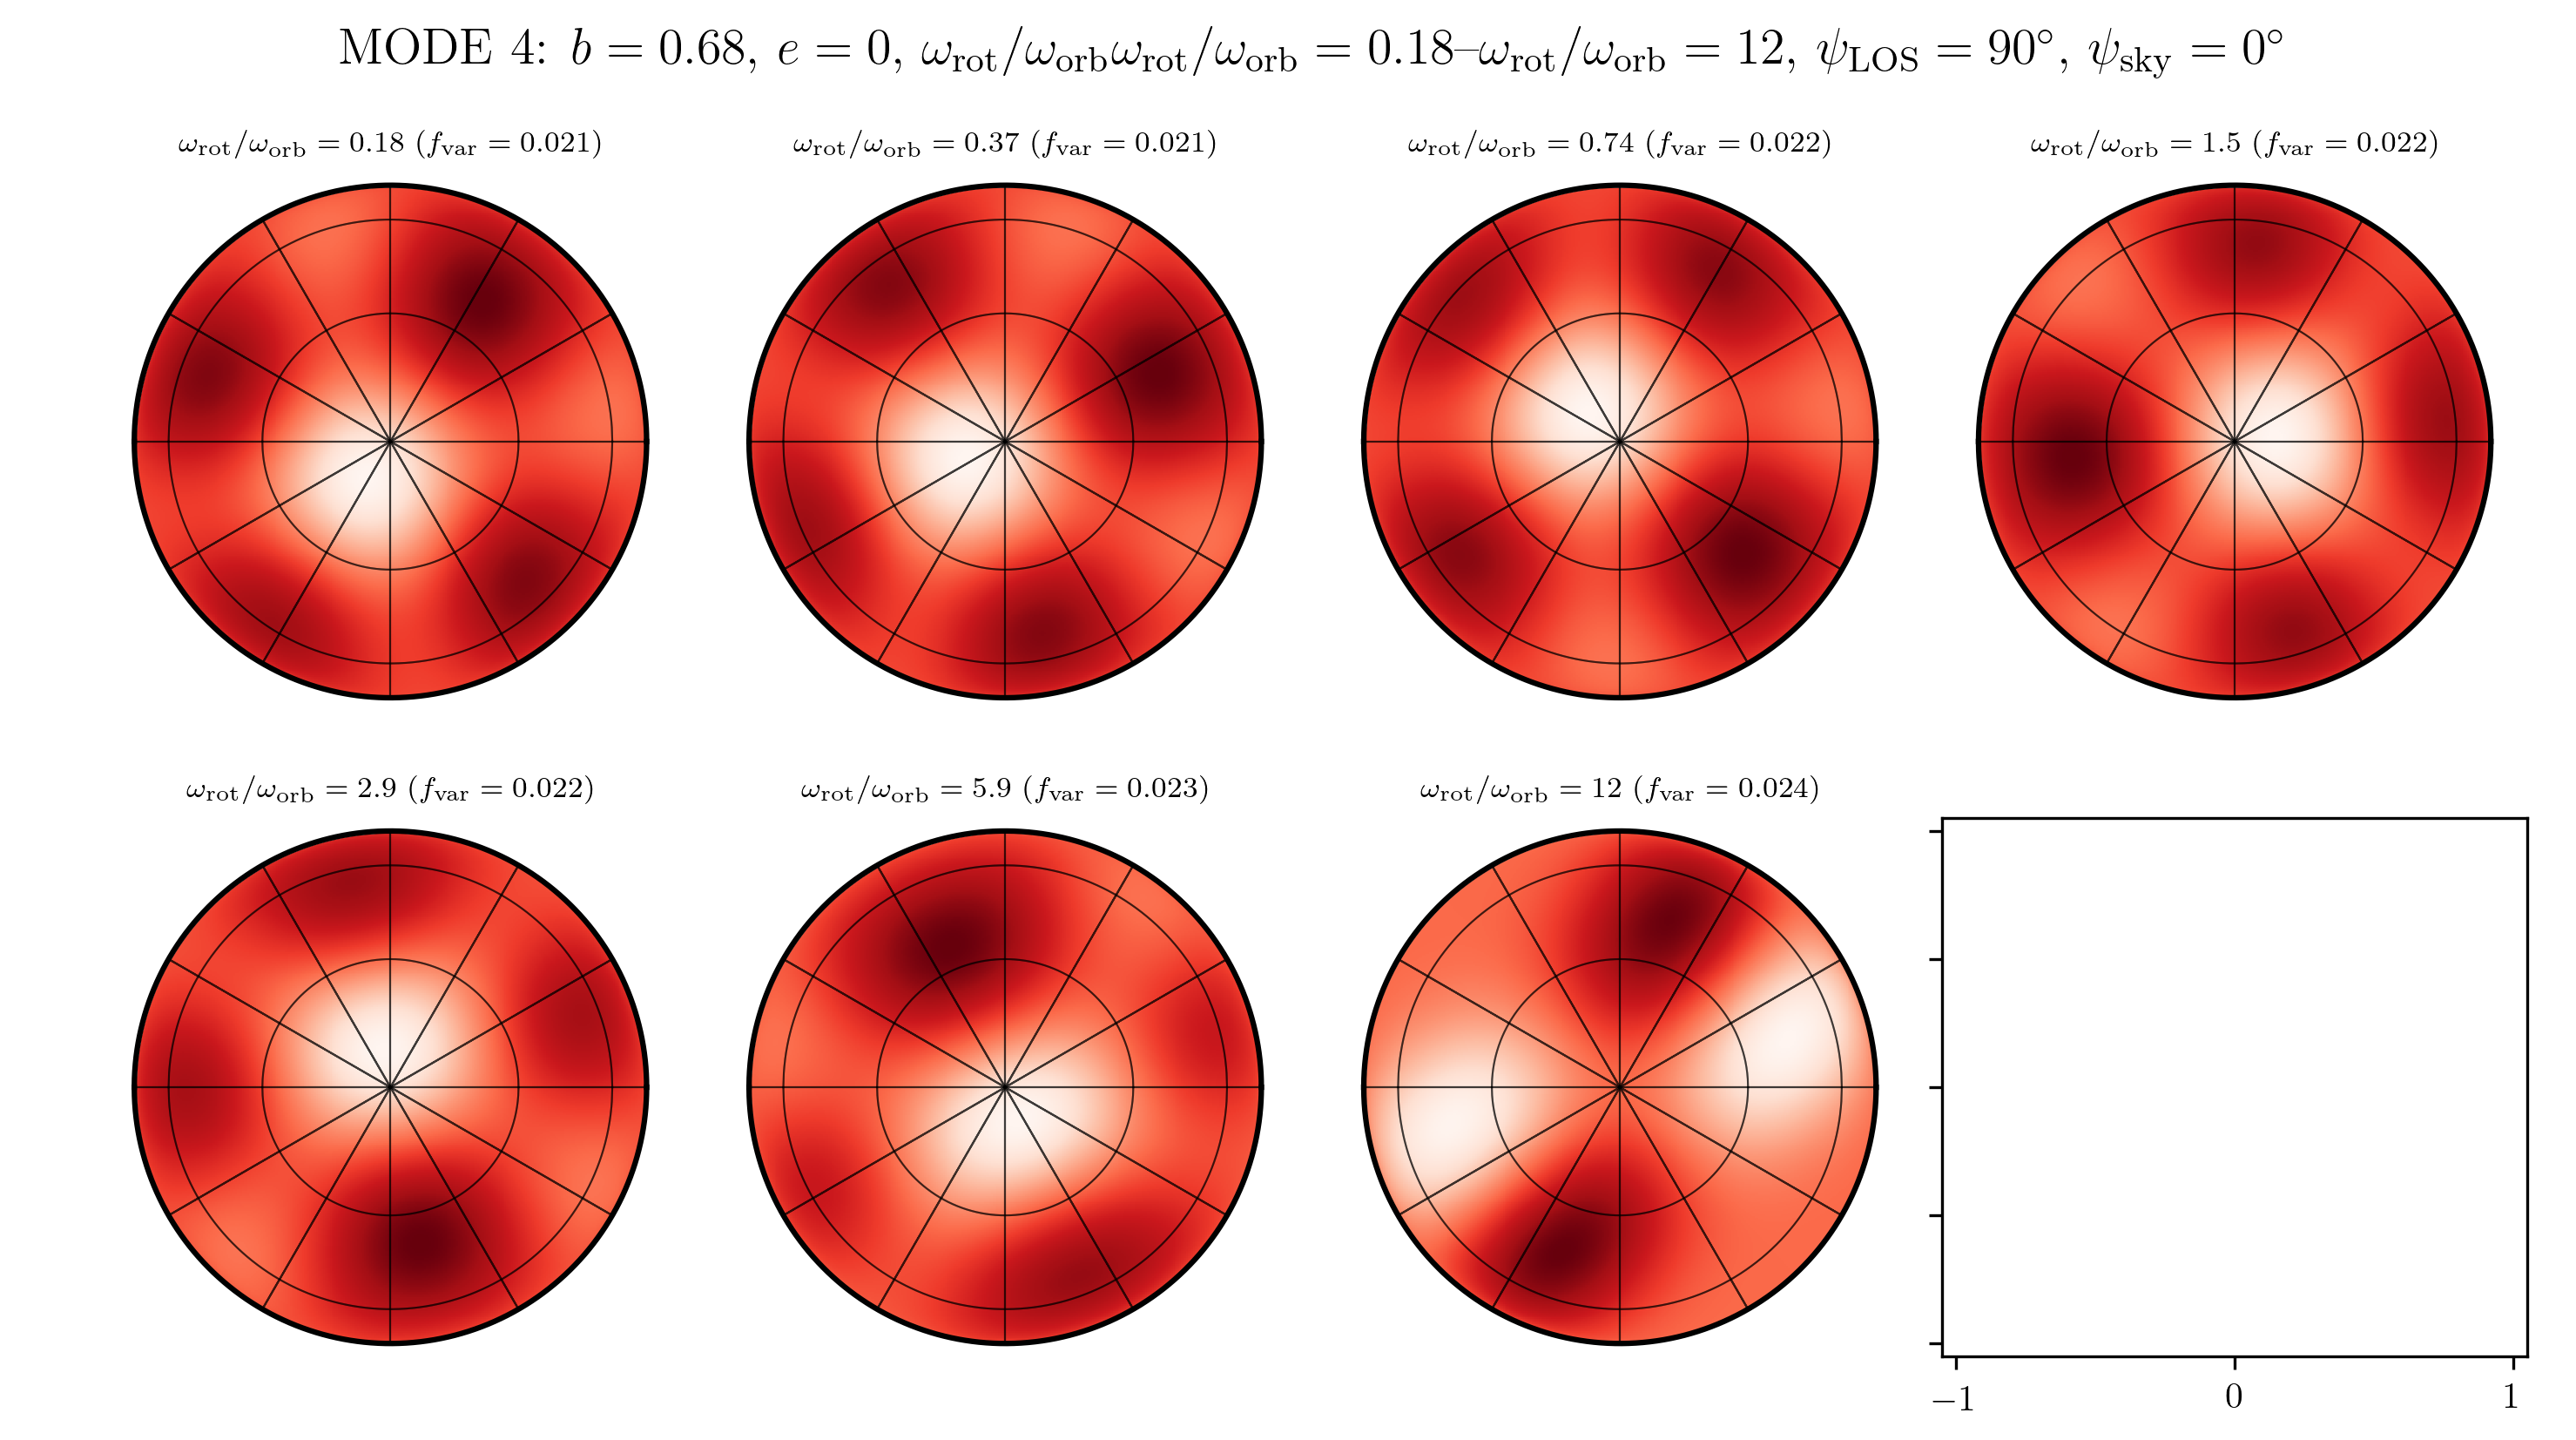 MODE 4: b = 0.68, e = 0, ω_rot/ω_orbω_rot/ω_orb = 0.18–ω_rot/ω_orb = 12, ψ_LOS = 90°, ψ_sky = 0°
ω_rot/ω_orb = 0.18 (f_var = 0.021)
ω_rot/ω_orb = 0.37 (f_var = 0.021)
ω_rot/ω_orb = 0.74 (f_var = 0.022)
ω_rot/ω_orb = 1.5 (f_var = 0.022)
ω_rot/ω_orb = 2.9 (f_var = 0.022)
ω_rot/ω_orb = 5.9 (f_var = 0.023)
ω_rot/ω_orb = 12 (f_var = 0.024)
−1 0 1